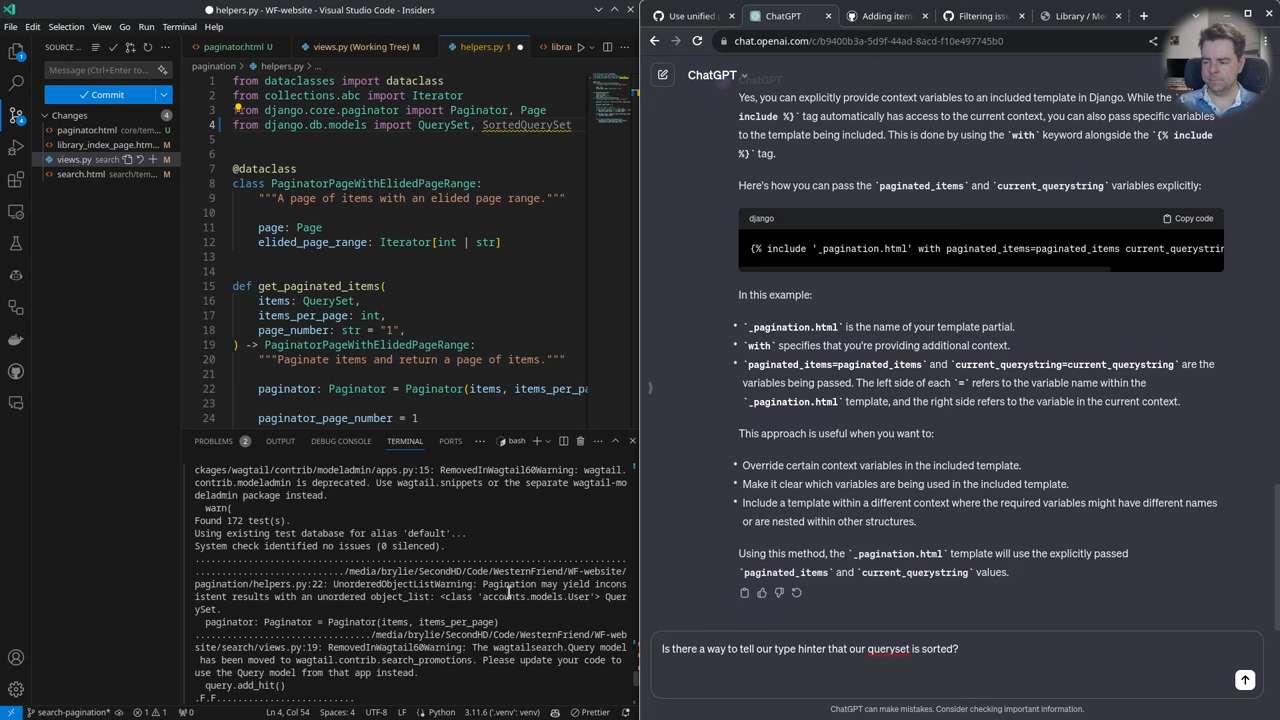 helpers.py - WF-website - Visual Studio Code - Insiders
File Edit Selection View Go Run Terminal Help
SOURCE ...
paginator.html
views.py (Working Tree) M
helpers.py 1
Message (Ctrl+Enter to
pagination > helpers.py > ...
Commit
Changes 4
paginator.html core/tem... M
library_index_page.htm... M
views.py search M
search.html search/tem... M
1 from dataclasses import dataclass
2 from collections.abc import Iterator
3 from django.core.paginator import Paginator, Page
4 from django.db.models import QuerySet, SortedQuerySet
5
6
7 @dataclass
8 class PaginatorPageWithElidedPageRange:
9 """A page of items with an elided page range."""
10
11 page: Page
12 elided_page_range: Iterator[int | str]
13
14
15 def get_paginated_items(
16 items: QuerySet,
17 items_per_page: int,
18 page_number: str = "1",
19 ) -> PaginatorPageWithElidedPageRange:
20 """Paginate items and return a page of items."""
21
22 paginator: Paginator = Paginator(items, items_per_pa
23
24 paginator_page_number = 1
PROBLEMS 2 OUTPUT DEBUG CONSOLE TERMINAL PORTS ... bash
ckages/wagtail/contrib/modeladmin/apps.py:15: RemovedInWagtail60Warning: wagtail.
contrib.modeladmin is deprecated. Use wagtail.snippets or the separate wagtail-mo
deladmin package instead.
warn(
Found 172 test(s).
Using existing test database for alias 'default'...
System check identified no issues (0 silenced).
................................/media/brylie/SecondHD/Code/WesternFriend/WF-website/
pagination/helpers.py:22: UnorderedObjectListWarning: Pagination may yield incons
istent results with an unordered object_list: <class 'accounts.models.User'> Quer
ySet.
paginator: Paginator = Paginator(items, items_per_page)
................................/media/brylie/SecondHD/Code/WesternFriend/WF-web
site/search/views.py:19: RemovedInWagtail60Warning: The wagtailsearch.Query model
has been moved to wagtail.contrib.search_promotions. Please update your code to
use the Query model from that app instead.
query.add_hit()
.F.F....................
search-pagination* 1 1 0 Ln 4, Col 54 Spaces: 4 UTF-8 LF Python 3.11.6 ('.venv': venv) Prettier
Use unified
ChatGPT
Adding item
Filtering iss
Library / Me
chat.openai.com/c/b9400b3a-5d9f-44ad-8acd-f10e497745b0
ChatGPT
ChatGPT
Yes, you can explicitly provide context variables to an included template in Django. While the `{%
include %}` tag automatically has access to the current context, you can also pass specific
variables to the template being included. This is done by using the `with` keyword alongside the `{% include
%}` tag.
Here's how you can pass the `paginated_items` and `current_querystring` variables explicitly:
django Copy code
{% include '_pagination.html' with paginated_items=paginated_items current_querystrin
In this example:
• `_pagination.html` is the name of your template partial.
• `with` specifies that you're providing additional context.
• `paginated_items=paginated_items` and `current_querystring=current_querystring` are the
variables being passed. The left side of each `=` refers to the variable name within the
`_pagination.html` template, and the right side refers to the variable in the current context.
This approach is useful when you want to:
• Override certain context variables in the included template.
• Make it clear which variables are being used in the included template.
• Include a template within a different context where the required variables might have different names
or are nested within other structures.
Using this method, the `_pagination.html` template will use the explicitly passed
`paginated_items` and `current_querystring` values.
Is there a way to tell our type hinter that our queryset is sorted?
ChatGPT can make mistakes. Consider checking important information.